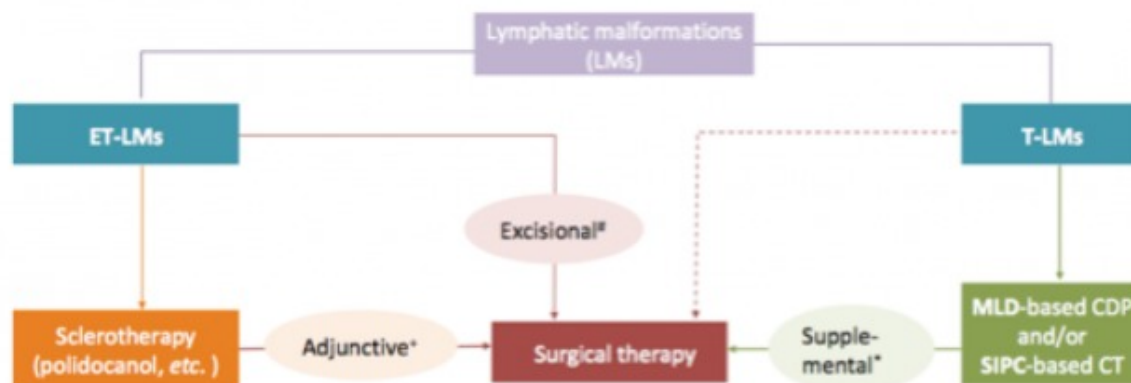 Lymphatic malformations
(LMs)
ET-LMs
T-LMs
Excisional#
Sclerotherapy
(polidocanol, etc. )
Adjunctive+
Surgical therapy
Supple-
mental*
MLD-based CDP
and/or
SIPC-based CT